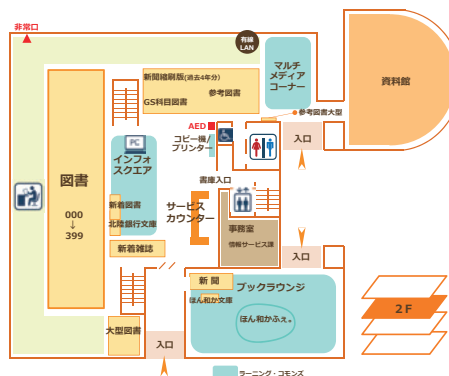 非常口
有線
LAN
マルチ
メディア
コーナー
資料館
新聞縮刷版(過去4年分)
参考図書
GS科目図書
参考図書大型
AED
コピー機/
プリンター
入口
PC
インフォ
スクエア
図書
000
↓
399
書庫入口
新着図書
北陸銀行文庫
サービス
カウンター
新着雑誌
事務室
情報サービス課
入口
新聞
ほん和か文庫
ブックラウンジ
ほん和かふぇ。
大型図書
入口
2F
ラーニング・コモンズ